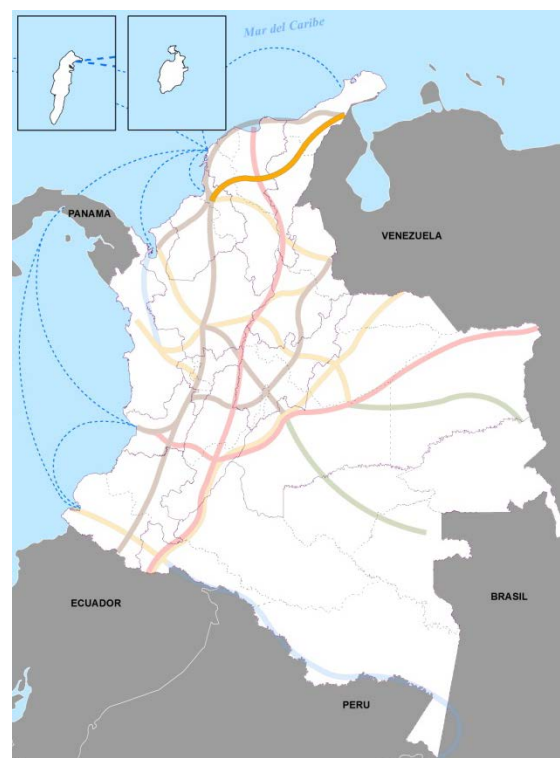 Mar del Caribe
PANAMA
VENEZUELA
ECUADOR
BRASIL
PERU